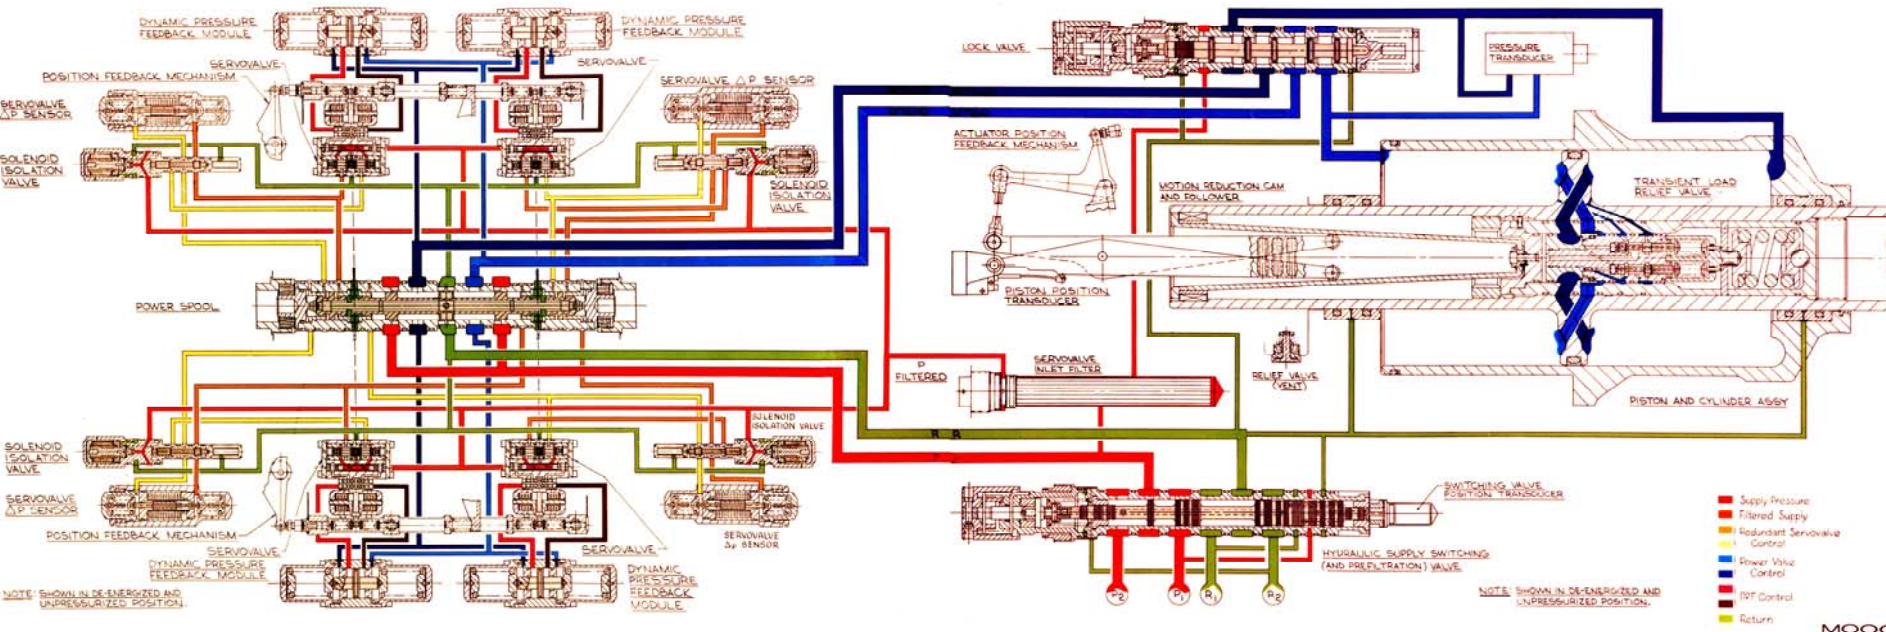 DYNAMIC PRESSURE
FEEDBACK MODULE
DYNAMIC PRESSURE
FEEDBACK MODULE
SERVOVALVE
SERVOVALVE
POSITION FEEDBACK MECHANISM
SERVOVALVE △P SENSOR
SERVOVALVE
△P SENSOR
SOLENOID
ISOLATION
VALVE
SOLENOID
ISOLATION
VALVE
POWER SPOOL
LOCK VALVE
PRESSURE
TRANSDUCER
ACTUATOR POSITION
FEEDBACK MECHANISM
MOTION REDUCTION CAM
AND FOLLOWER
TRANSIENT LOAD
RELIEF VALVE
PISTON POSITION
TRANSDUCER
P
FILTERED
SERVOVALVE
INLET FILTER
RELIEF VALVE
(VENT)
PISTON AND CYLINDER ASSY
SOLENOID
ISOLATION VALVE
R R
SOLENOID
ISOLATION
VALVE
SERVOVALVE
△P SENSOR
POSITION FEEDBACK MECHANISM
SERVOVALVE
SERVOVALVE
SERVOVALVE
△P SENSOR
DYNAMIC PRESSURE
FEEDBACK MODULE
DYNAMIC
PRESSURE
FEEDBACK
MODULE
NOTE: SHOWN IN DE-ENERGIZED AND
UNPRESSURIZED POSITION.
SWITCHING VALVE
POSITION TRANSDUCER
HYDRAULIC SUPPLY SWITCHING
(AND PREFILTRATION) VALVE
P2
P1
R1
R2
NOTE: SHOWN IN DE-ENERGIZED AND
UNPRESSURIZED POSITION.
Supply Pressure
Filtered Supply
Redundant Servovalve
Control
Power Valve
Control
DPF Control
Return
MOOG